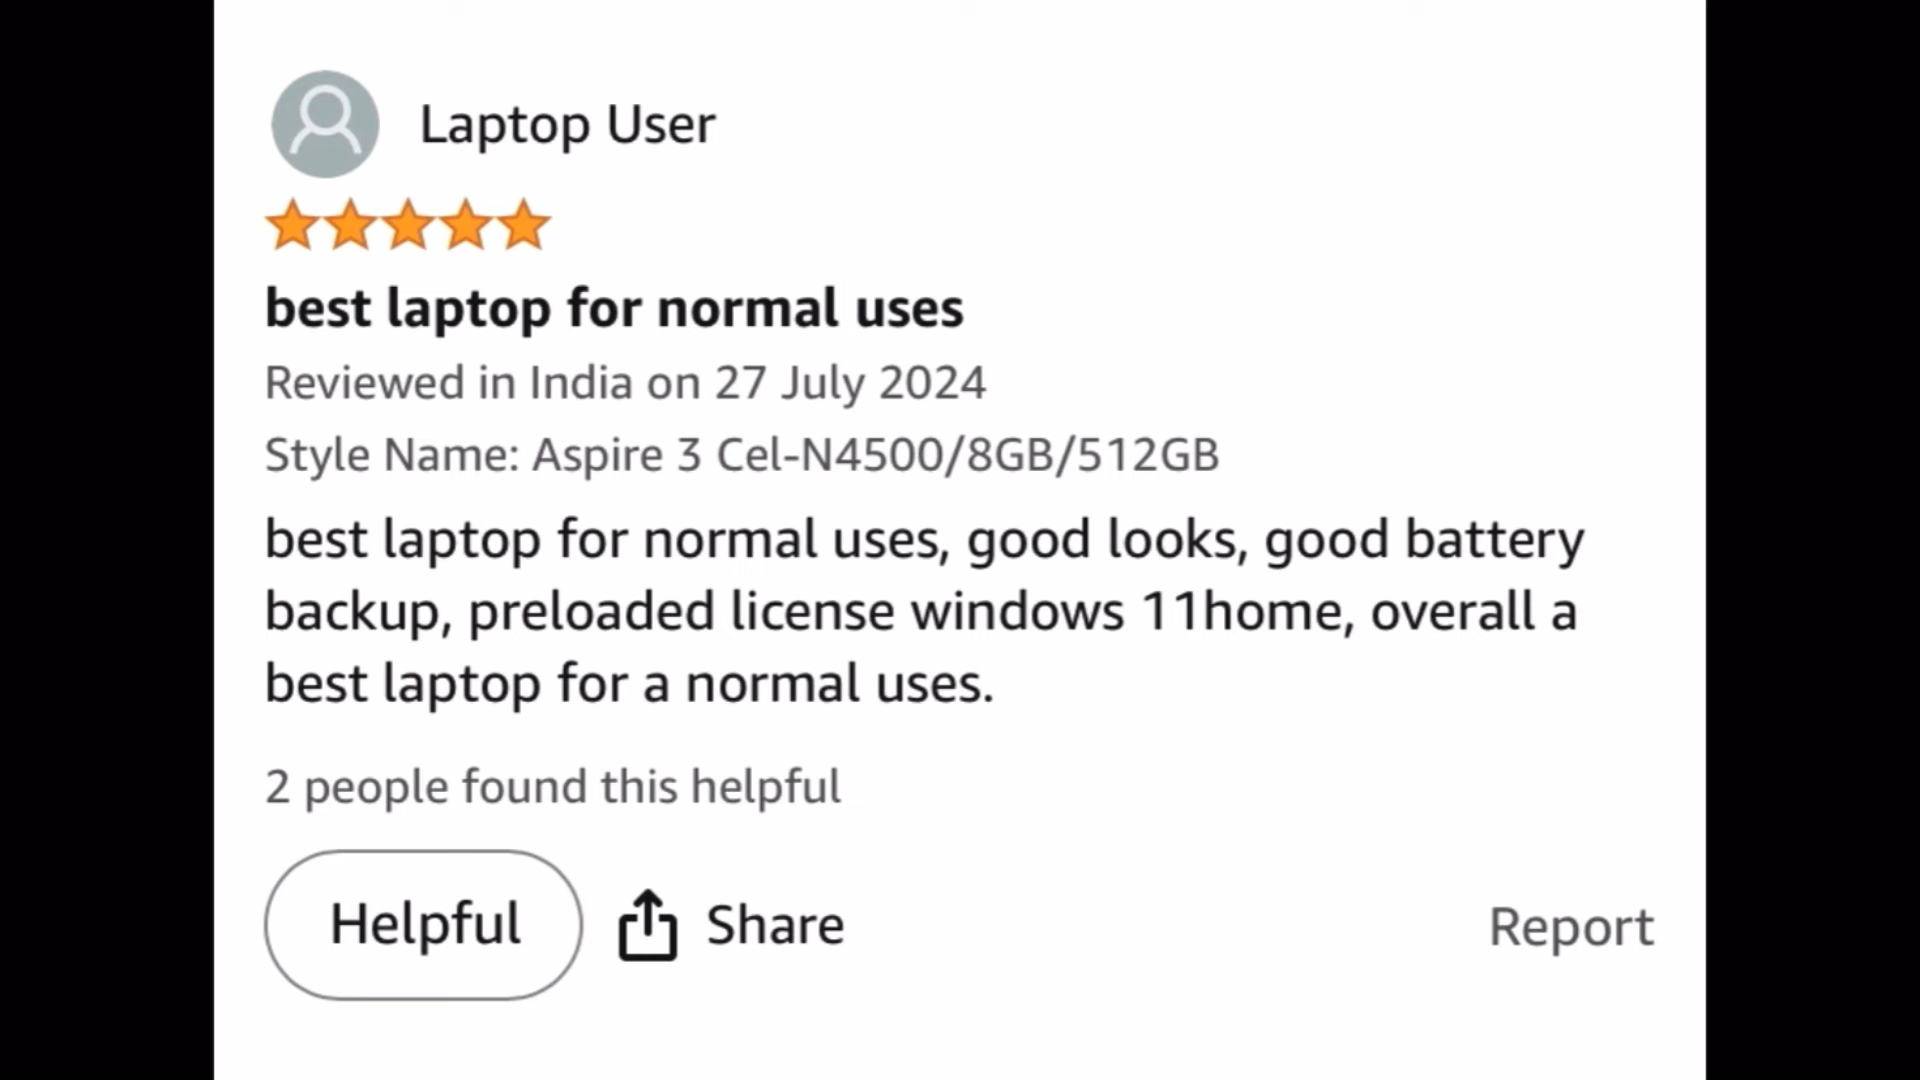 Laptop User
best laptop for normal uses
Reviewed in India on 27 July 2024
Style Name: Aspire 3 Cel-N4500/8GB/512GB
best laptop for normal uses, good looks, good battery
backup, preloaded license windows 11home, overall a
best laptop for a normal uses.
2 people found this helpful
Helpful
Share
Report